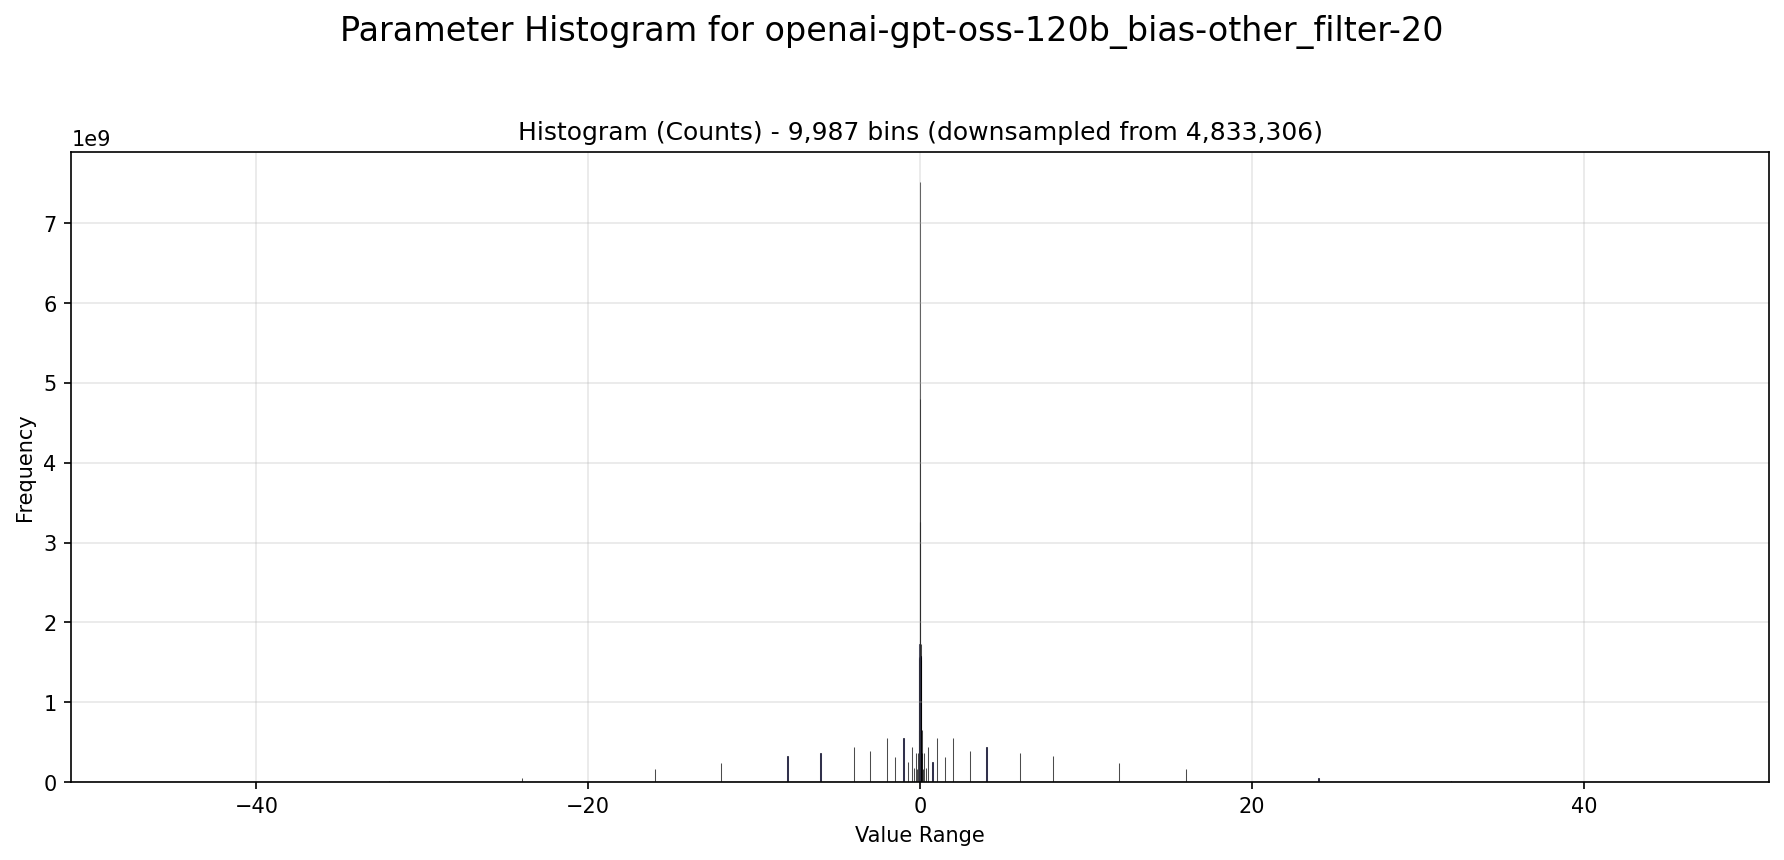 Parameter Histogram for openai-gpt-oss-120b_bias-other_filter-20
Histogram (Counts) - 9,987 bins (downsampled from 4,833,306)
1e9
7
6
5
4
3
2
1
0
Frequency
−40
−20
0
20
40
Value Range